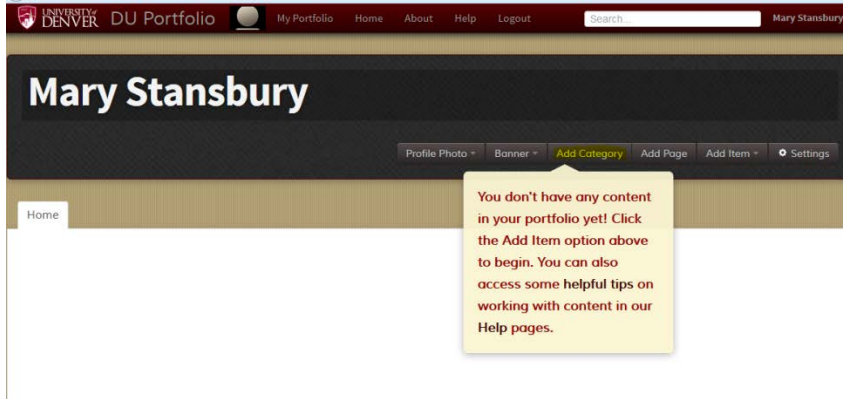 UNIVERSITY of DENVER DU Portfolio My Portfolio Home About Help Logout Search... Mary Stansbury
Mary Stansbury
Profile Photo Banner Add Category Add Page Add Item Settings
Home
You don't have any content
in your portfolio yet! Click
the Add Item option above
to begin. You can also
access some helpful tips on
working with content in our
Help pages.